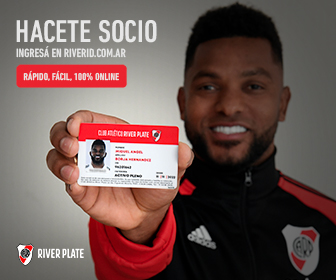 HACETE SOCIO
INGRESÁ EN RIVERID.COM.AR
RÁPIDO, FÁCIL, 100% ONLINE
CLUB ATLÉTICO RIVER PLATE
MIGUEL ANGEL
BORJA HERNANDEZ
ACTIVO PLENO
RIVER PLATE